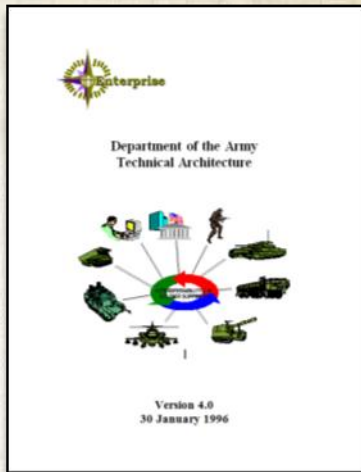 Enterprise
Department of the Army
Technical Architecture
Version 4.0
30 January 1996